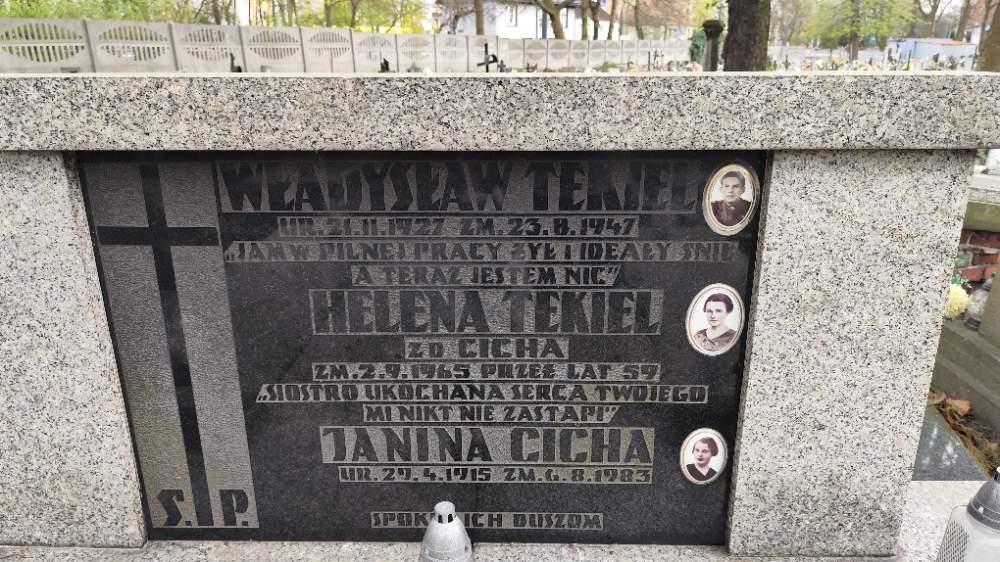 WŁADYSŁAW TEKIEL
UR. 21.11.1927 ZM. 23.8.1947
„JAM W PILNEJ PRACY ŻYŁ I IDEAŁY ŚNIŁ
A TERAZ JESTEM NIC"
HELENA TEKIEL
ZD CICHA
ZM. 2.9.1965 PRZEŻ LAT 59
„SIOSTRO UKOCHANA SERCA TWOJEGO
MI NIKT NIE ZASTĄPI"
JANINA CICHA
UR. 29.4.1915 ZM. 6.8.1983
Ś. P.
DUSZOM